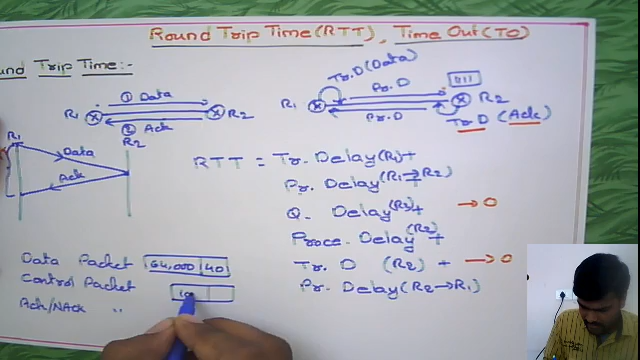 Round Trip Time(RTT), Time Out(TO)
und Trip Time:-
① Data
R1 R2
② Ack
Tr.D(Data)
Pr.D
R1 R2
Pr.D
Tr.D (Ack)
R1 R2
Data
Ack
RTT = Tr. Delay(R1)+
Pr. Delay(R1→R2)
Q. Delay(R2)+ →0
Proce. Delay(R2)+
Tr. D (R2) + →0
Pr. Delay(R2→R1)
Data Packet 64,000 40
Control Packet
Ack/NAck "